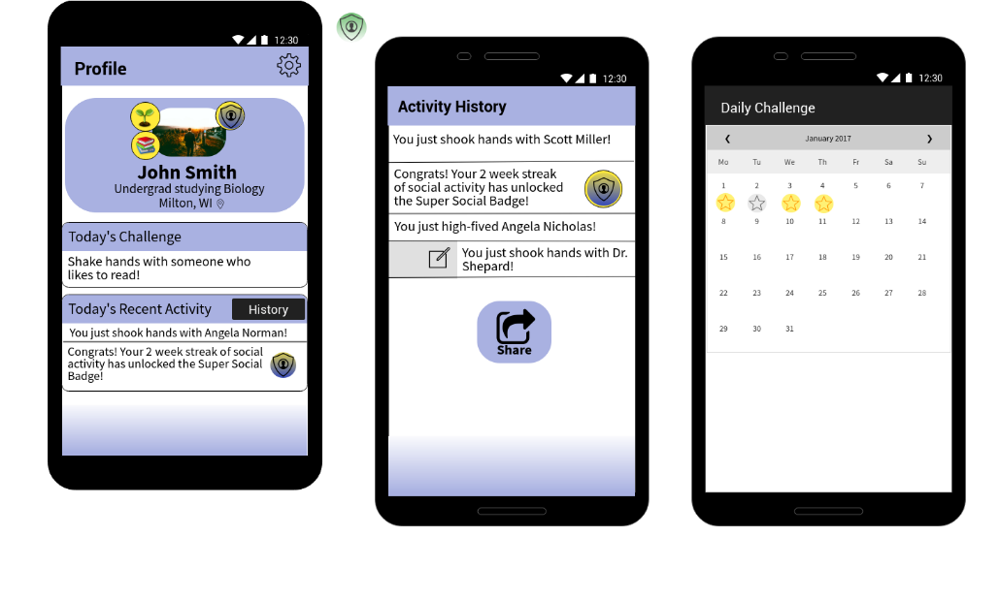 12:30
Profile
John Smith
Undergrad studying Biology
Milton, WI
Today's Challenge
Shake hands with someone who
likes to read!
Today's Recent Activity
History
You just shook hands with Angela Norman!
Congrats! Your 2 week streak of social
activity has unlocked the Super Social
Badge!
12:30
Activity History
You just shook hands with Scott Miller!
Congrats! Your 2 week streak
of social activity has unlocked
the Super Social Badge!
You just high-fived Angela Nicholas!
You just shook hands with Dr.
Shepard!
Share
12:30
Daily Challenge
January 2017
Mo Tu We Th Fr Sa Su
1 2 3 4 5 6 7
8 9 10 11 12 13 14
15 16 17 18 19 20 21
22 23 24 25 26 27 28
29 30 31